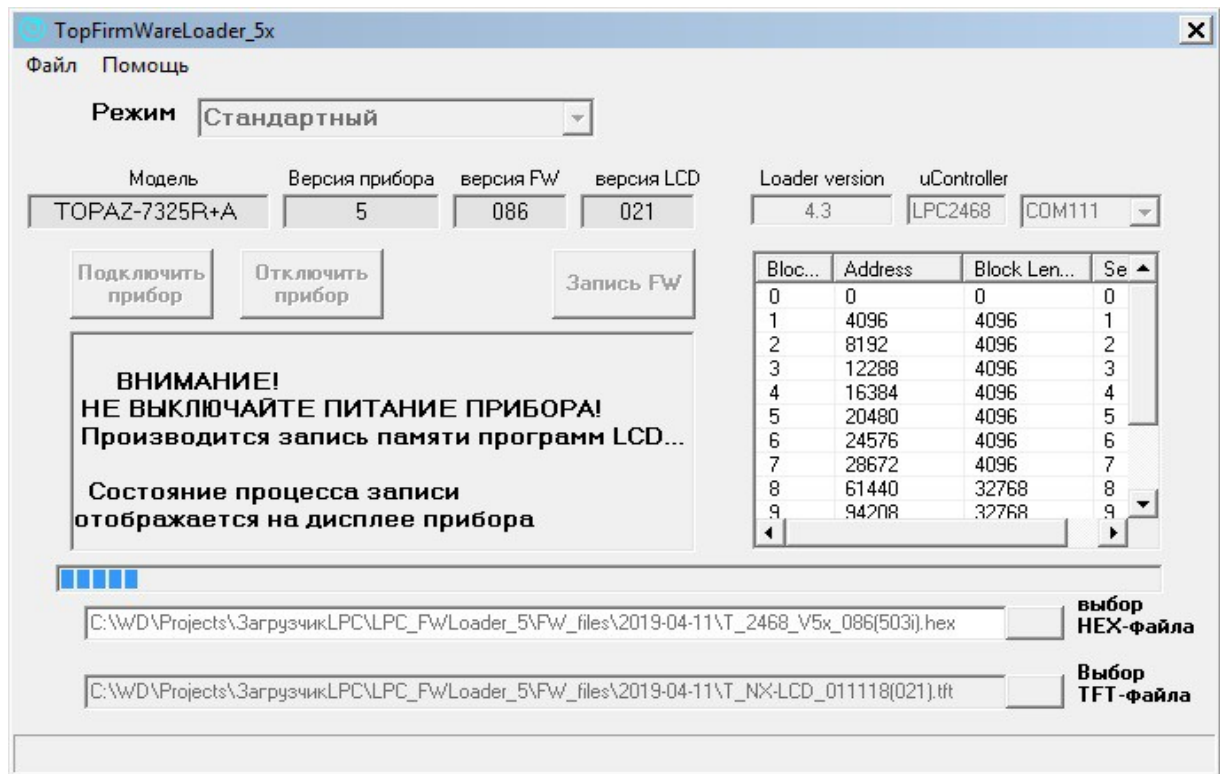 TopFirmWareLoader_5x
Файл Помощь
Режим Стандартный
Модель Версия прибора версия FW версия LCD Loader version uController
TOPAZ-7325R+A 5 086 021 4.3 LPC2468 COM111
Подключить прибор
Отключить прибор
Запись FW
Bloc... Address Block Len... Se
0 0 0 0
1 4096 4096 1
2 8192 4096 2
3 12288 4096 3
4 16384 4096 4
5 20480 4096 5
6 24576 4096 6
7 28672 4096 7
8 61440 32768 8
9 94208 32768 9
ВНИМАНИЕ!
НЕ ВЫКЛЮЧАЙТЕ ПИТАНИЕ ПРИБОРА!
Производится запись памяти программ LCD...
Состояние процесса записи
отображается на дисплее прибора
C:\WD\Projects\ЗагрузчикLPC\LPC_FWLoader_5\FW_files\2019-04-11\T_2468_V5x_086(503i).hex
выбор
HEX-файла
C:\WD\Projects\ЗагрузчикLPC\LPC_FWLoader_5\FW_files\2019-04-11\T_NX-LCD_011118(021).tft
Выбор
TFT-файла